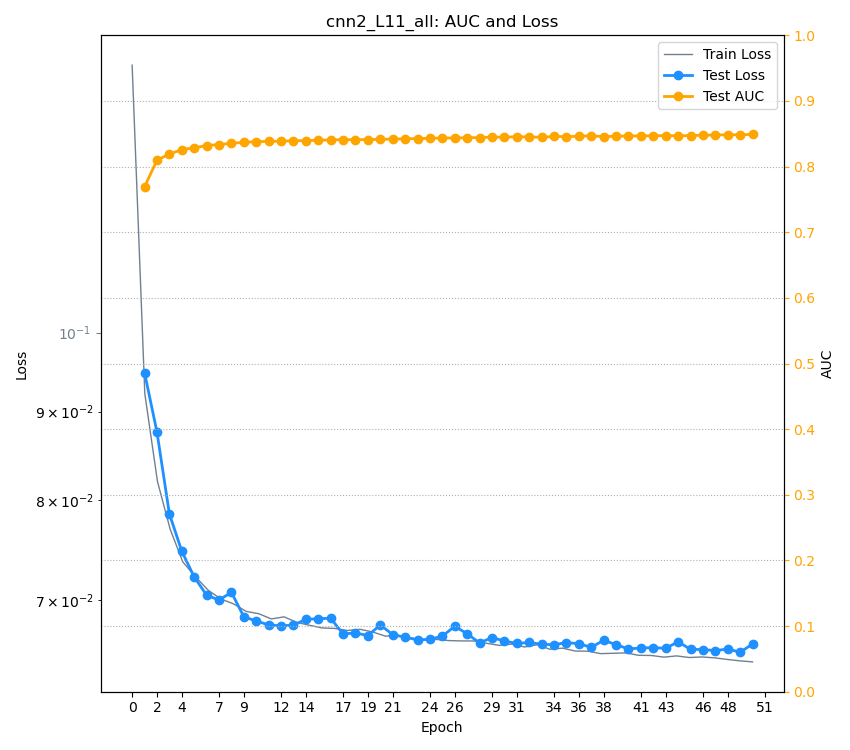 cnn2_L11_all: AUC and Loss
Train Loss
Test Loss
Test AUC
Loss
10⁻¹
9 × 10⁻²
8 × 10⁻²
7 × 10⁻²
1.0
0.9
0.8
0.7
0.6
0.5
0.4
0.3
0.2
0.1
0.0
AUC
0 2 4 7 9 12 14 17 19 21 24 26 29 31 34 36 38 41 43 46 48 51
Epoch